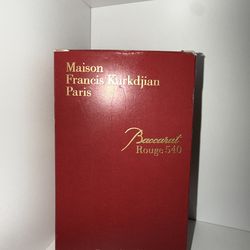 Maison
Francis Kurkdjian
Paris
Baccarat
Rouge 540